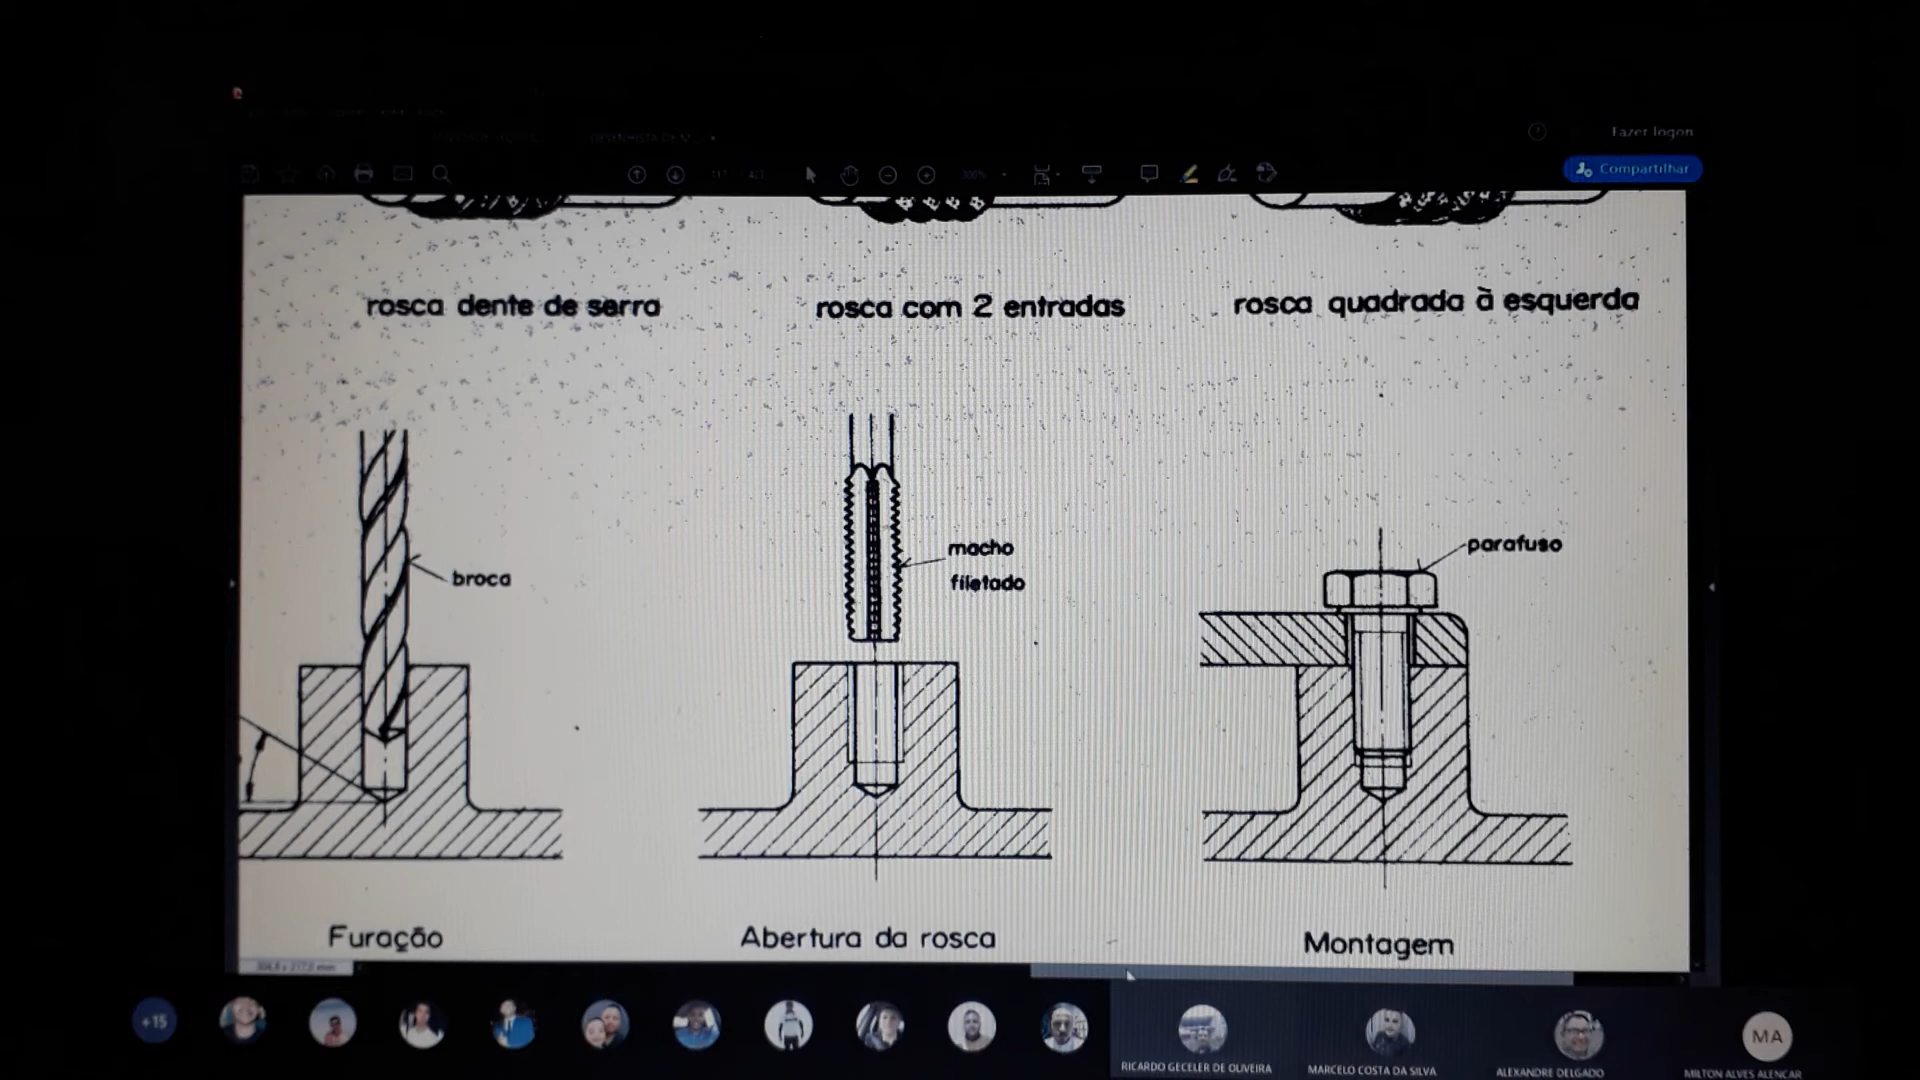 Fazer logon
Compartilhar
rosca dente de serra
rosca com 2 entradas
rosca quadrada à esquerda
broca
macho
filetado
parafuso
Furação
Abertura da rosca
Montagem
+15
RICARDO GECELER DE OLIVEIRA
MARCELO COSTA DA SILVA
ALEXANDRE DELGADO
MA
MILTON ALVES ALENCAR